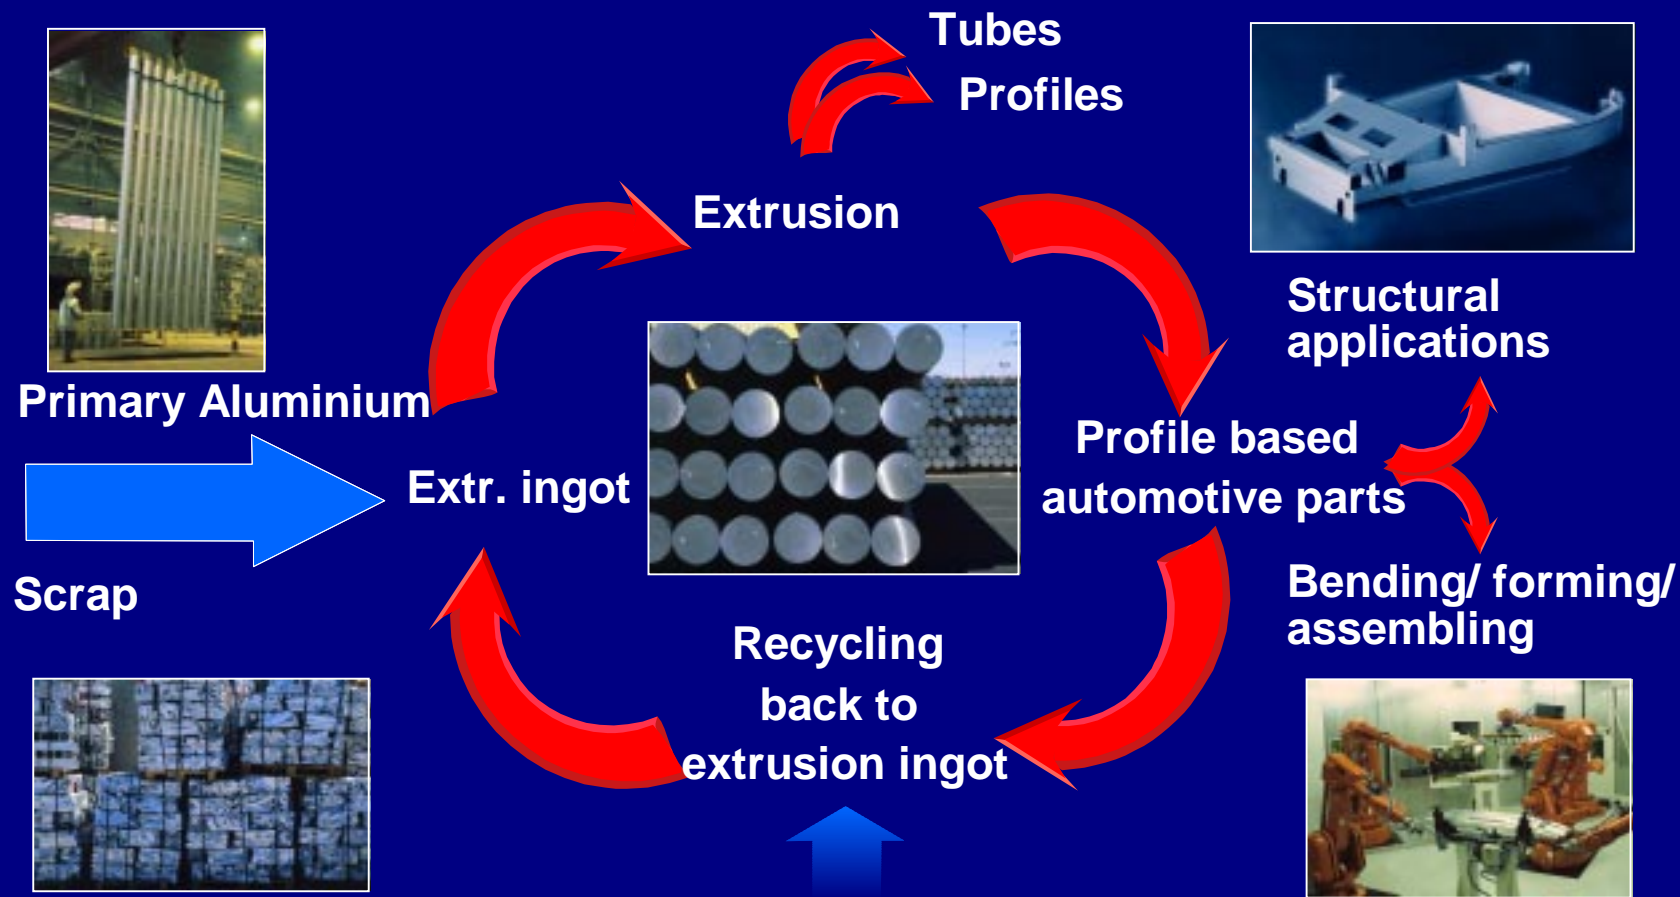 Tubes
Profiles
Extrusion
Structural
applications
Primary Aluminium
Extr. ingot
Profile based
automotive parts
Scrap
Bending/ forming/
assembling
Recycling
back to
extrusion ingot